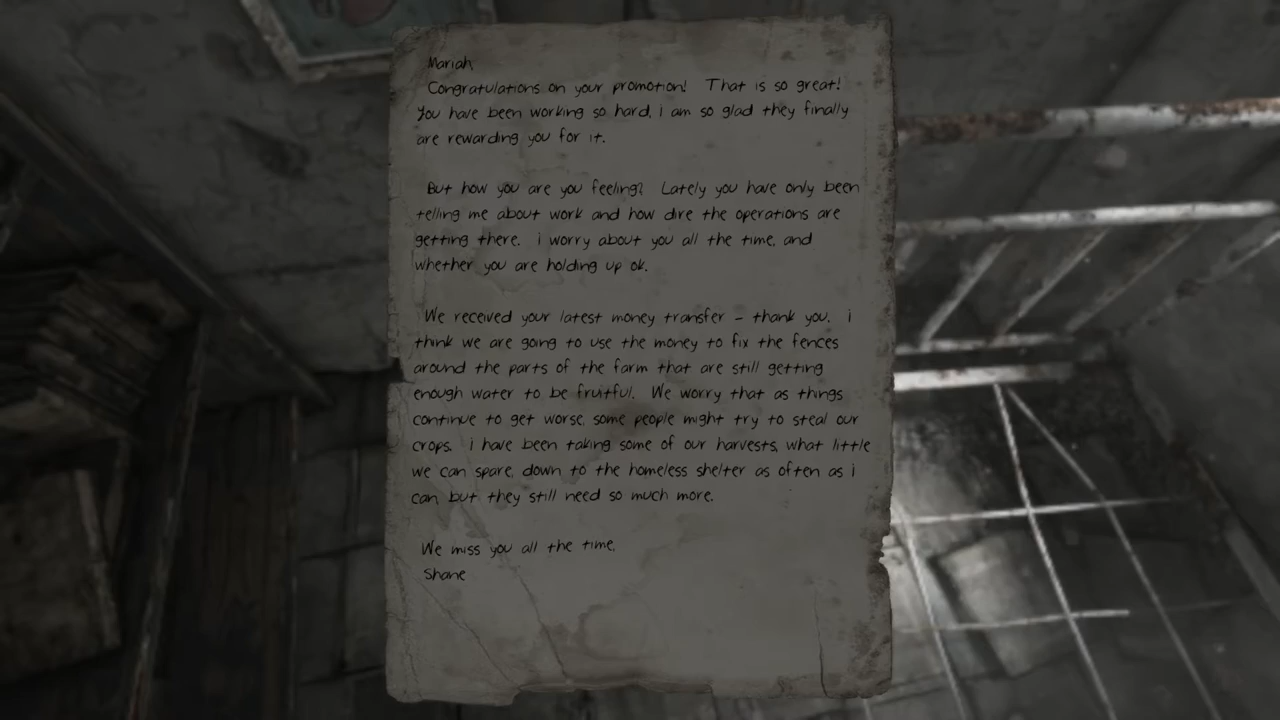 Mariah
Congratulations on your promotion! That is so great!
You have been working so hard, i am so glad they finally
are rewarding you for it.
But how you are you feeling? Lately you have only been
telling me about work and how dire the operations are
getting there. i worry about you all the time, and
whether you are holding up ok.
We received your latest money transfer - thank you. i
think we are going to use the money to fix the fences
around the parts of the farm that are still getting
enough water to be fruitful. We worry that as things
continue to get worse, some people might try to steal our
crops. i have been taking some of our harvests, what little
we can spare, down to the homeless shelter as often as i
can, but they still need so much more.
We miss you all the time,
Shane